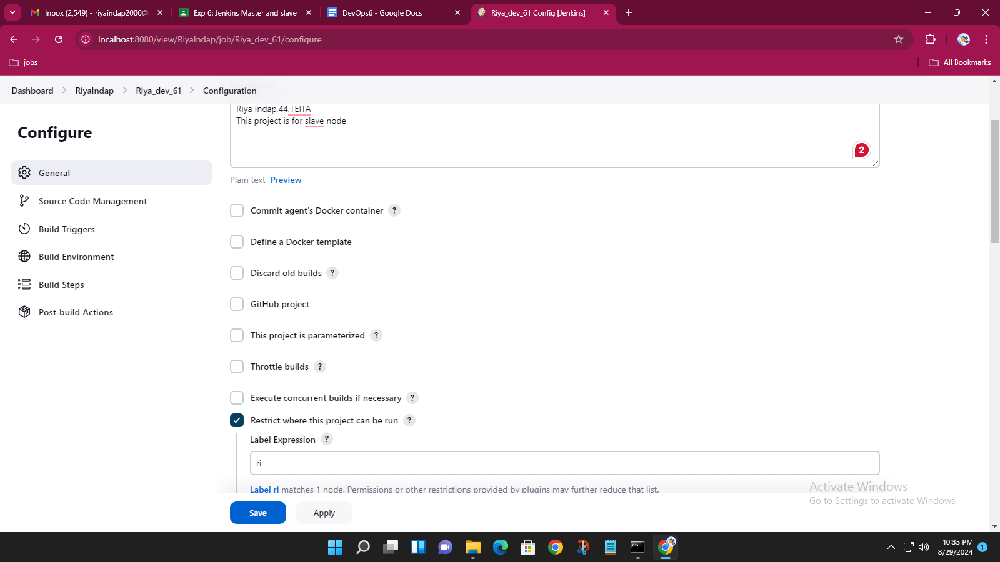 Inbox (2,549) - riyaindap2000@
Exp 6: Jenkins Master and slave
DevOps6 - Google Docs
Riya_dev_61 Config [Jenkins]
localhost:8080/view/RiyaIndap/job/Riya_dev_61/configure
jobs
All Bookmarks
Dashboard
RiyaIndap
Riya_dev_61
Configuration
Description
Configure
General
Source Code Management
Build Triggers
Build Environment
Build Steps
Post-build Actions
Riya Indap,44,TEITA
This project is for slave node
2
Plain text Preview
Commit agent's Docker container ?
Define a Docker template
Discard old builds ?
GitHub project
This project is parameterized ?
Throttle builds ?
Execute concurrent builds if necessary ?
Restrict where this project can be run ?
Label Expression ?
ri
Label ri matches 1 node. Permissions or other restrictions provided by plugins may further reduce that list.
Save
Apply
Activate Windows
Go to Settings to activate Windows.
10:35 PM
8/29/2024
1